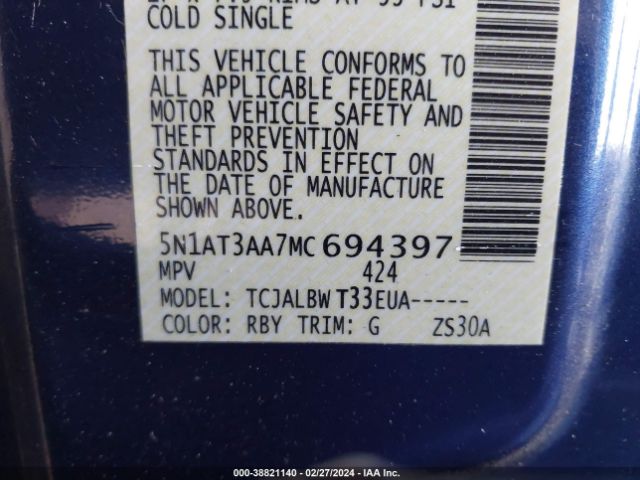 COLD SINGLE
THIS VEHICLE CONFORMS TO
ALL APPLICABLE FEDERAL
MOTOR VEHICLE SAFETY AND
THEFT PREVENTION
STANDARDS IN EFFECT ON
THE DATE OF MANUFACTURE
SHOWN ABOVE.
5N1AT3AA7MC694397
MPV 424
MODEL: TCJALBWT33EUA-----
COLOR: RBY TRIM: G ZS30A
000-38821140 - 02/27/2024 - IAA Inc.